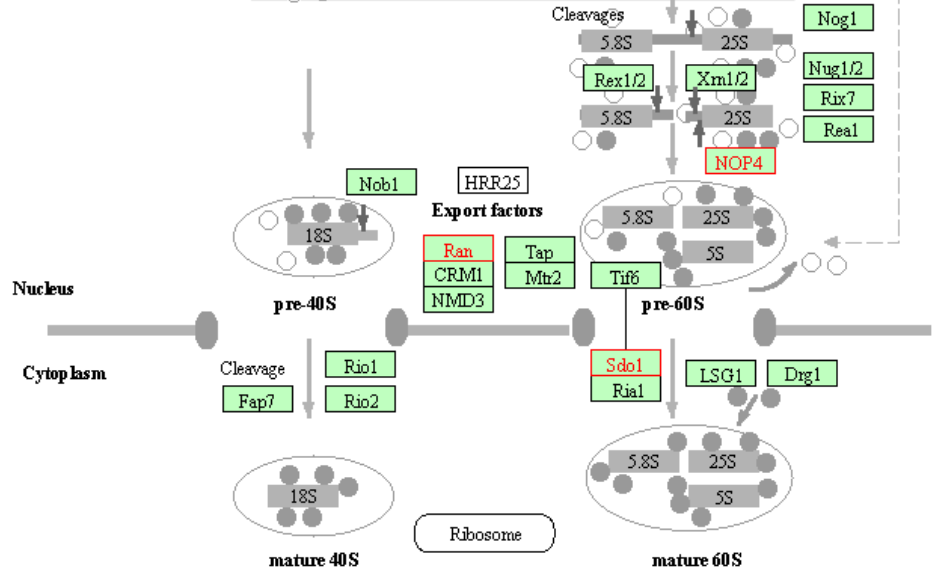 Cleavages
Nog1
5.8S
25S
Rex1/2
Xrn1/2
Nug1/2
Rix7
5.8S
25S
Rea1
NOP4
Nob1
HRR25
Export factors
18S
5.8S
25S
5S
Ran
Tap
CRM1
Mtr2
NMD3
Tif6
Nucleus
pre-40S
pre-60S
Cytoplasm
Cleavage
Rio1
Fap7
Rio2
Sdo1
Ria1
LSG1
Drg1
5.8S
25S
18S
5S
Ribosome
mature 40S
mature 60S